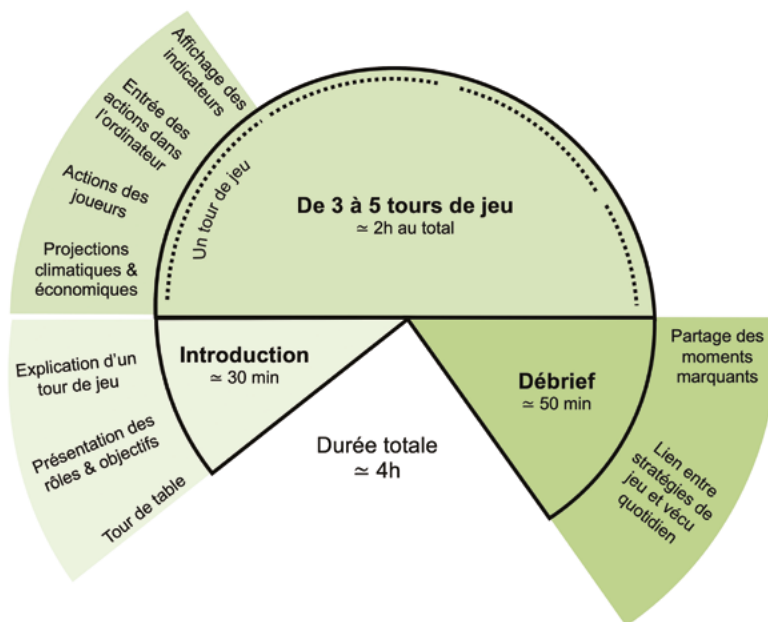 Affichage des
indicateurs
Entrée des
actions dans
l'ordinateur
Actions des
joueurs
Projections
climatiques &
économiques
Un tour de jeu
De 3 à 5 tours de jeu
≃ 2h au total
Explication d'un
tour de jeu
Présentation des
rôles & objectifs
Tour de table
Introduction
≃ 30 min
Durée totale
≃ 4h
Débrief
≃ 50 min
Partage des
moments
marquants
Lien entre
stratégies de
jeu et vécu
quotidien